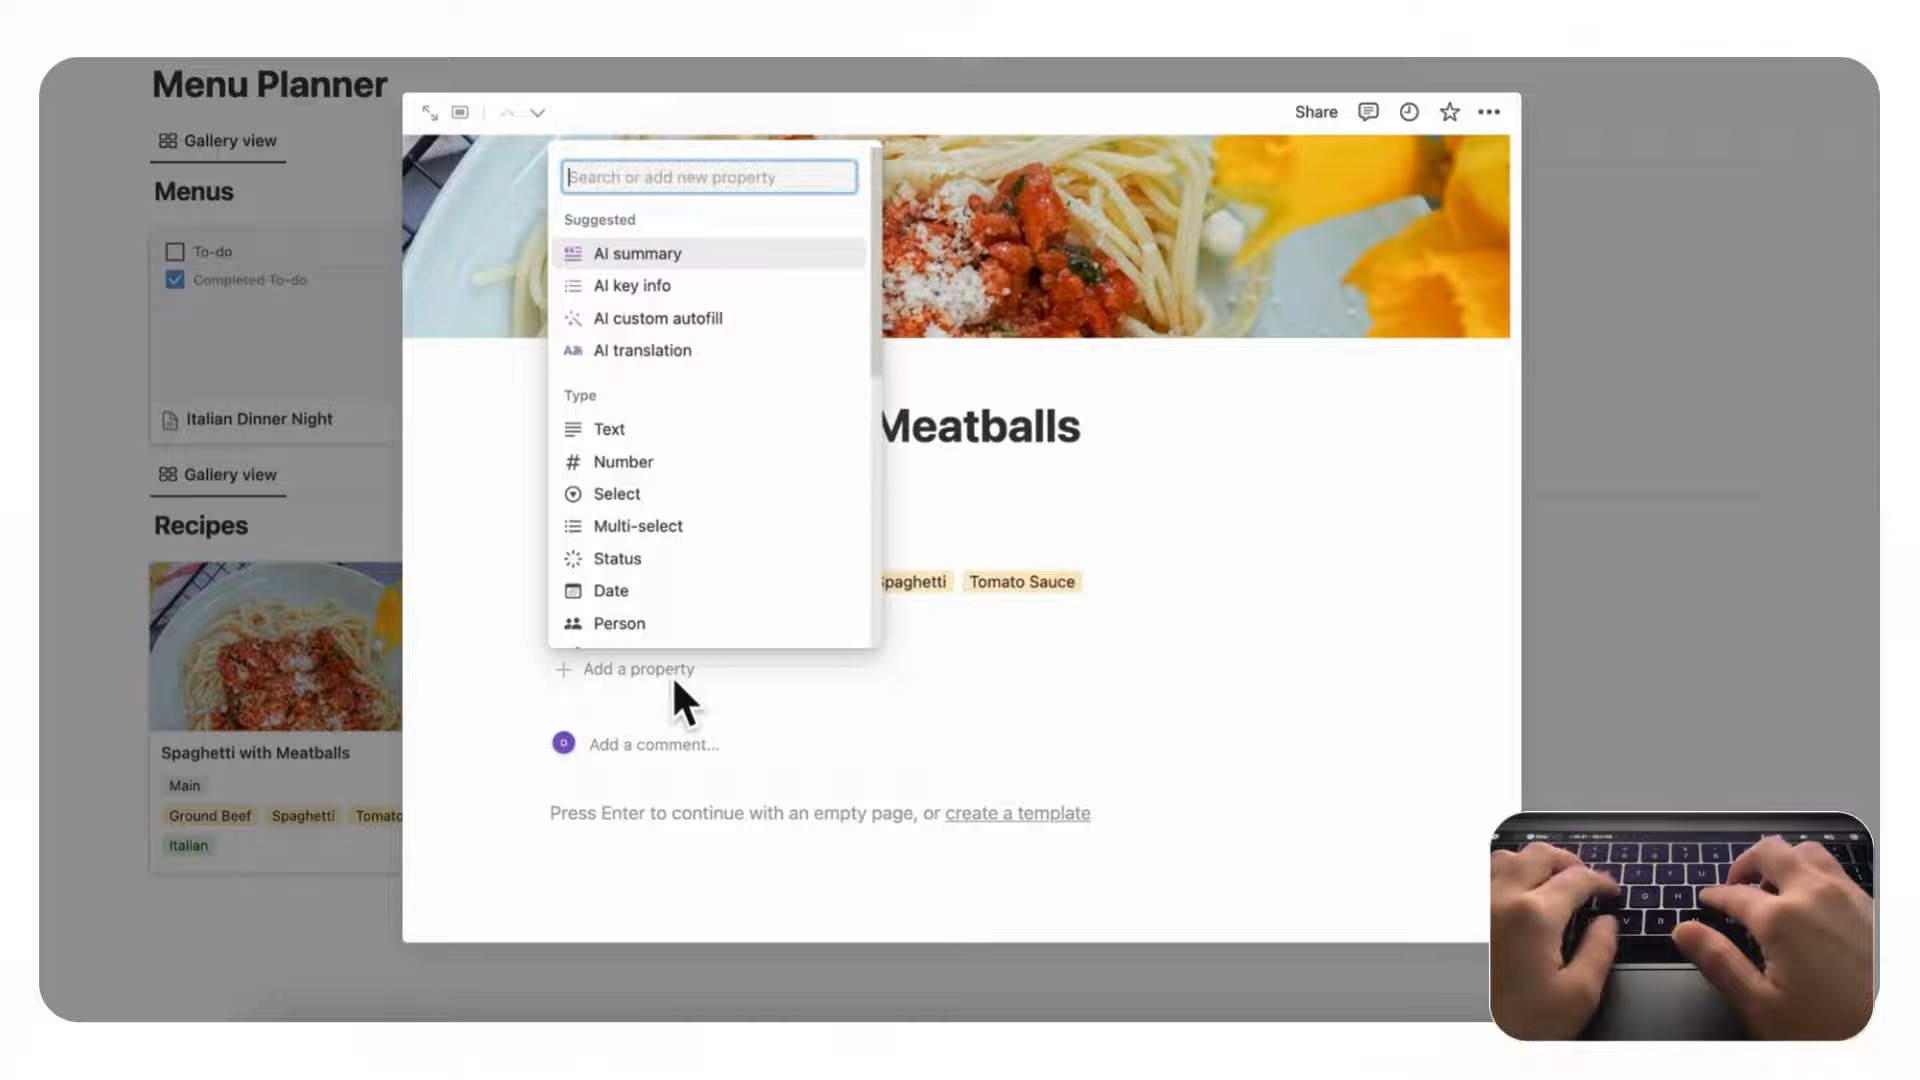 Menu Planner
Gallery view
Menus
To-do
Completed To-do
Italian Dinner Night
Gallery view
Recipes
Spaghetti with Meatballs
Main
Ground Beef Spaghetti Tomato
Italian
Share
Search or add new property
Suggested
AI summary
AI key info
AI custom autofill
AI translation
Type
Text
Number
Select
Multi-select
Status
Date
Person
Meatballs
Spaghetti Tomato Sauce
Add a property
Add a comment...
Press Enter to continue with an empty page, or create a template